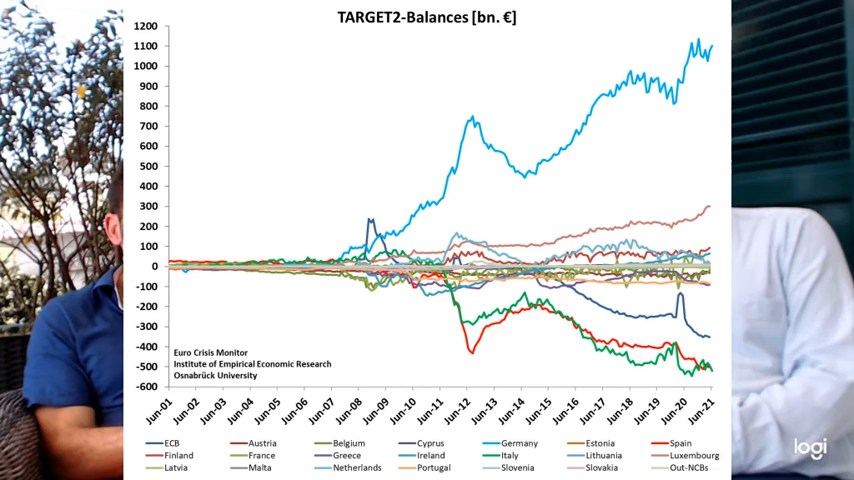 TARGET2-Balances [bn. €]
1200
1100
1000
900
800
700
600
500
400
300
200
100
0
-100
-200
-300
-400
-500
-600
Euro Crisis Monitor
Institute of Empirical Economic Research
Osnabrück University
Jun-01 Jun-02 Jun-03 Jun-04 Jun-05 Jun-06 Jun-07 Jun-08 Jun-09 Jun-10 Jun-11 Jun-12 Jun-13 Jun-14 Jun-15 Jun-16 Jun-17 Jun-18 Jun-19 Jun-20 Jun-21
ECB Austria Belgium Cyprus Germany Estonia Spain
Finland France Greece Ireland Italy Lithuania Luxembourg
Latvia Malta Netherlands Portugal Slovenia Slovakia Out-NCBs
logi